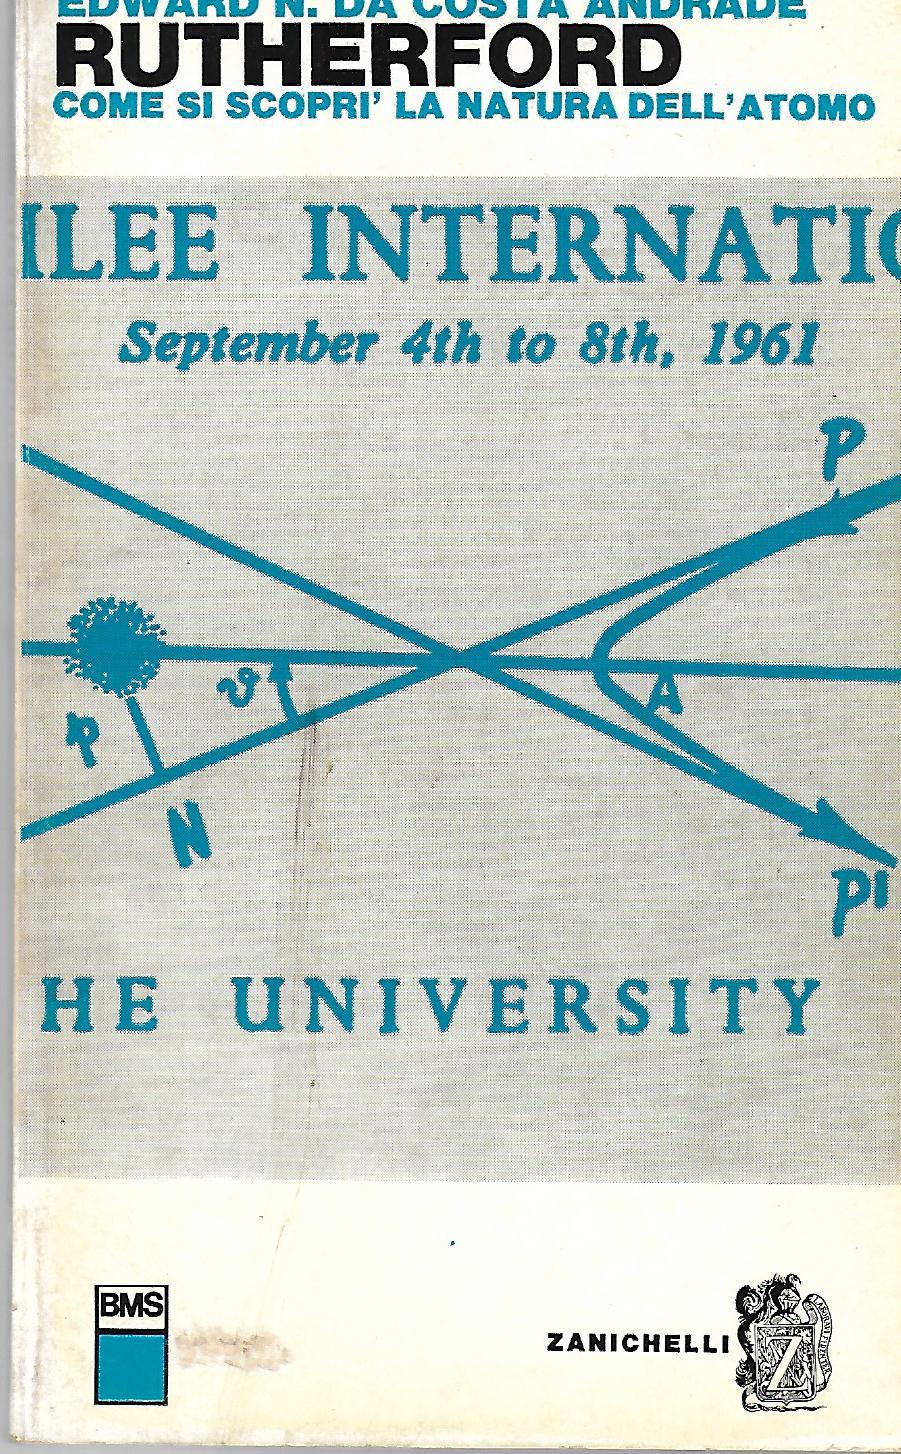 EDWARD N. DA COSTA ANDRADE
RUTHERFORD
COME SI SCOPRI' LA NATURA DELL'ATOMO
ILEE INTERNATIO
September 4th to 8th, 1961
P
ϑ
A
p
N
P'
HE UNIVERSITY
BMS
ZANICHELLI
Z